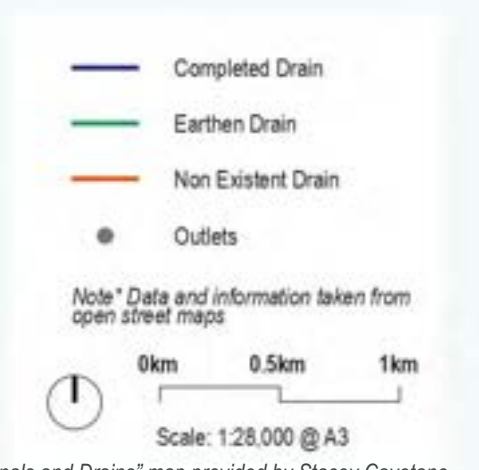 Completed Drain
Earthen Drain
Non Existent Drain
Outlets
Note* Data and information taken from
open street maps
0km 0.5km 1km
Scale: 1:28,000 @ A3
and Drains" map provided by Stacey